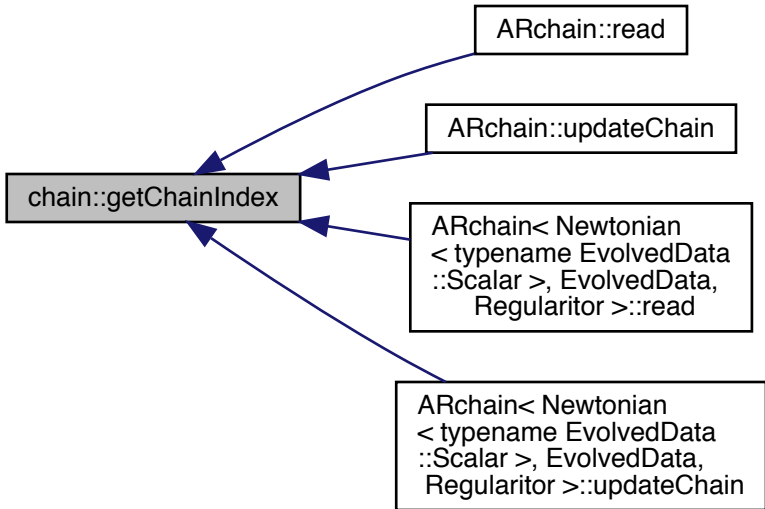 ARchain::read
ARchain::updateChain
chain::getChainIndex
ARchain< Newtonian
< typename EvolvedData
::Scalar >, EvolvedData,
Regularitor >::read
ARchain< Newtonian
< typename EvolvedData
::Scalar >, EvolvedData,
Regularitor >::updateChain